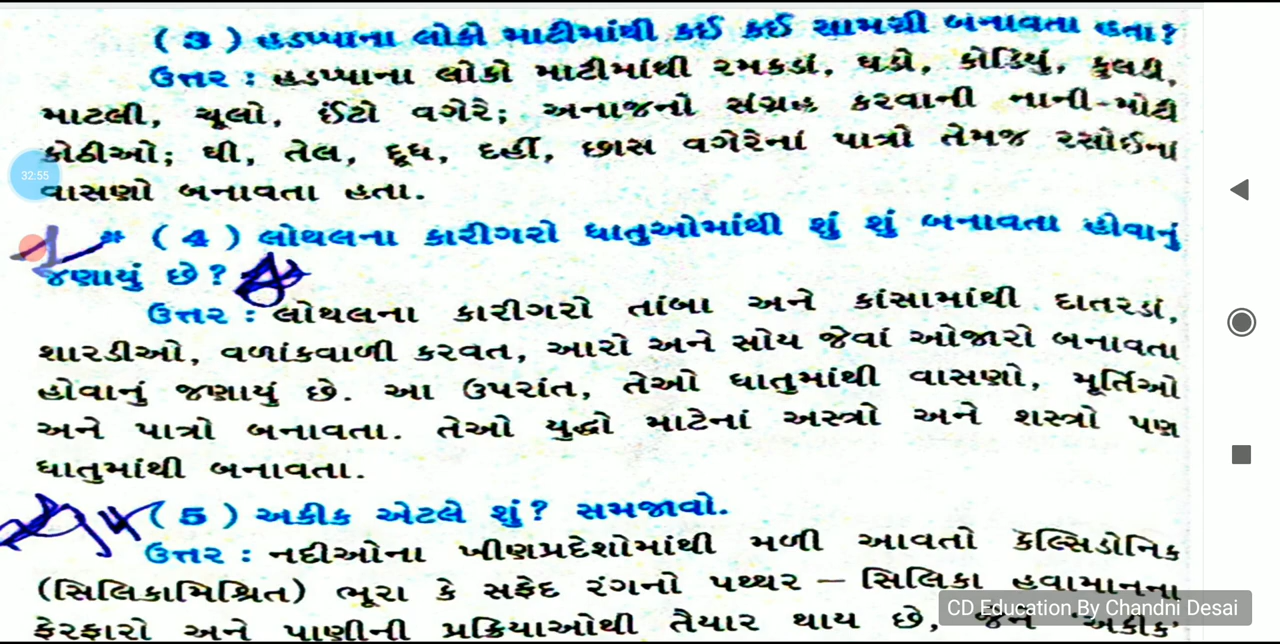 ( 3 ) હડપ્પાના લોકો માટીમાંથી કઈ કઈ સામગ્રી બનાવતા હતા?
ઉત્તર : હડપ્પાના લોકો માટીમાંથી રમકડાં, ઘડો, કોડિયું, કુલડી,
માટલી, ચૂલો, ઈંટો વગેરે; અનાજનો સંગ્રહ કરવાની નાની-મોટી
કોઠીઓ; ઘી, તેલ, દૂધ, દહીં, છાસ વગેરેનાં પાત્રો તેમજ રસોઈનાં
32:55
વાસણો બનાવતા હતા.
* ( 4 ) લોથલના કારીગરો ધાતુઓમાંથી શું શું બનાવતા હોવાનું
જણાયું છે?
ઉત્તર : લોથલના કારીગરો તાંબા અને કાંસામાંથી દાતરડાં,
શારડીઓ, વળાંકવાળી કરવત, આરો અને સોય જેવાં ઓજારો બનાવતા
હોવાનું જણાયું છે. આ ઉપરાંત, તેઓ ધાતુમાંથી વાસણો, મૂર્તિઓ
અને પાત્રો બનાવતા. તેઓ યુદ્ધો માટેનાં અસ્ત્રો અને શસ્ત્રો પણ
ધાતુમાંથી બનાવતા.
( 5 ) અકીક એટલે શું? સમજાવો.
ઉત્તર : નદીઓના ખીણપ્રદેશોમાંથી મળી આવતો કૅલ્સિડોનિક
(સિલિકામિશ્રિત) ભૂરા કે સફેદ રંગનો પથ્થર – સિલિકા હવામાનના
ફેરફારો અને પાણીની પ્રક્રિયાઓથી તૈયાર થાય છે, જેને 'અકીક'
CD Education By Chandni Desai